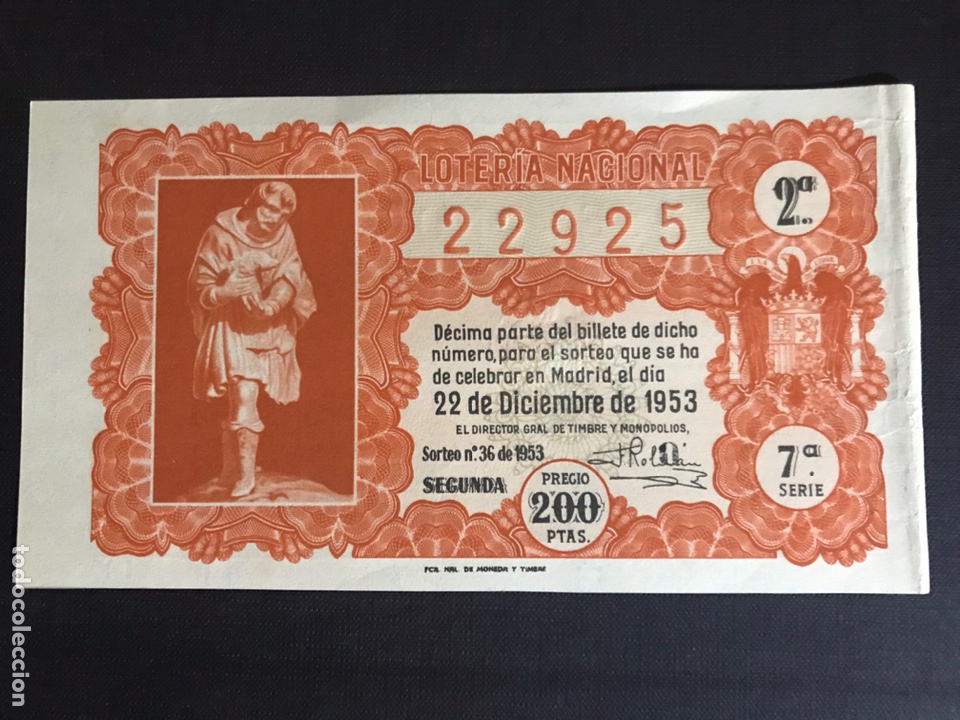 LOTERÍA NACIONAL
22925
2ª
Décima parte del billete de dicho
número, para el sorteo que se ha
de celebrar en Madrid, el día
22 de Diciembre de 1953
EL DIRECTOR GRAL DE TIMBRE Y MONOPOLIOS,
Sorteo nº. 36 de 1953
SEGUNDA
PRECIO
200
PTAS.
7ª.
SERIE
FCA. NAL. DE MONEDA Y TIMBRE
todocoleccion